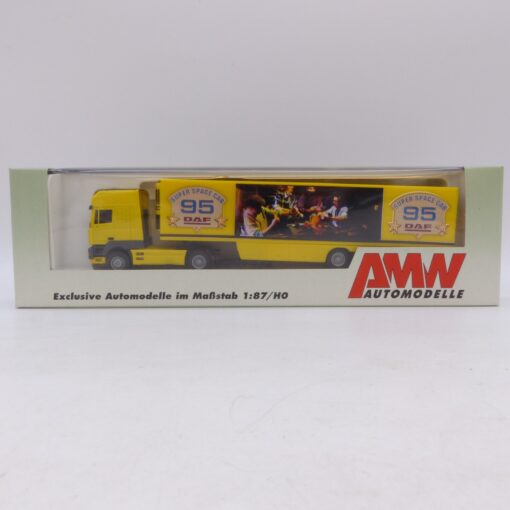 SUPER SPACE CAB
95
DAF
SUPER SPACE CAB
95
DAF
AMW
AUTOMODELLE
Exclusive Automodelle im Maßstab 1:87/H0